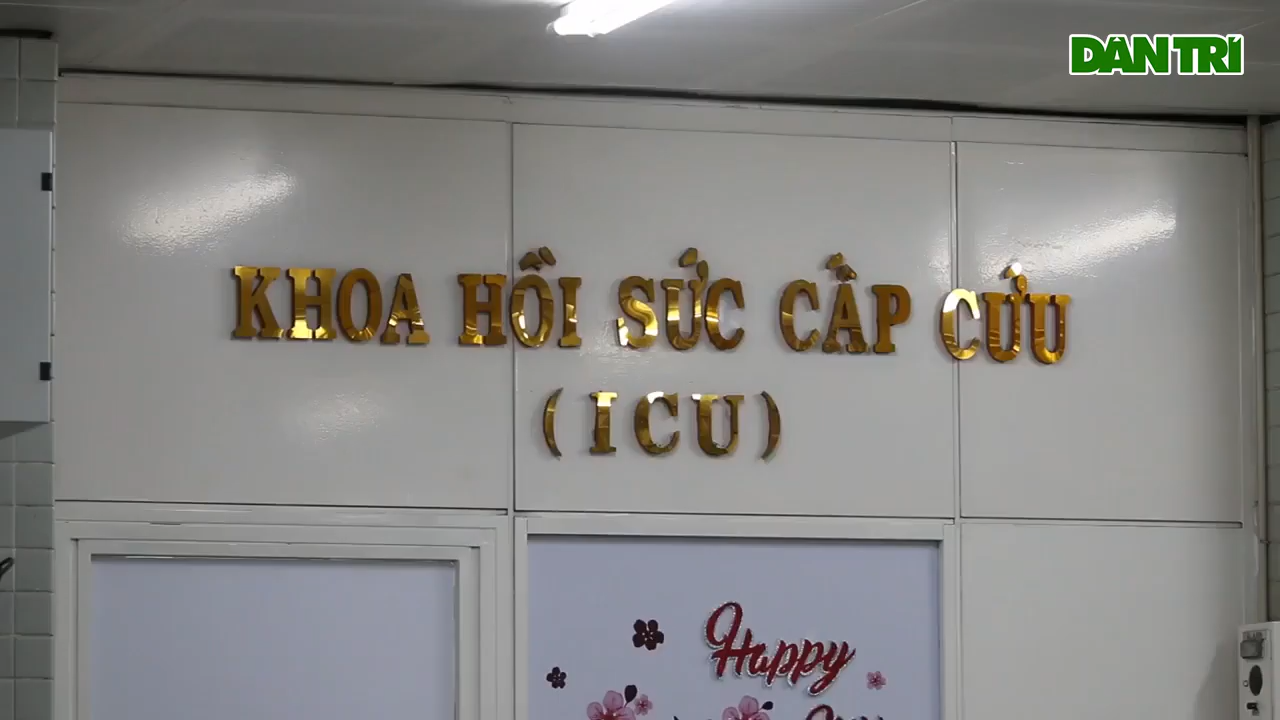 DÂN TRÍ
KHOA HỒI SỨC CẤP CỨU
(ICU)
Happy